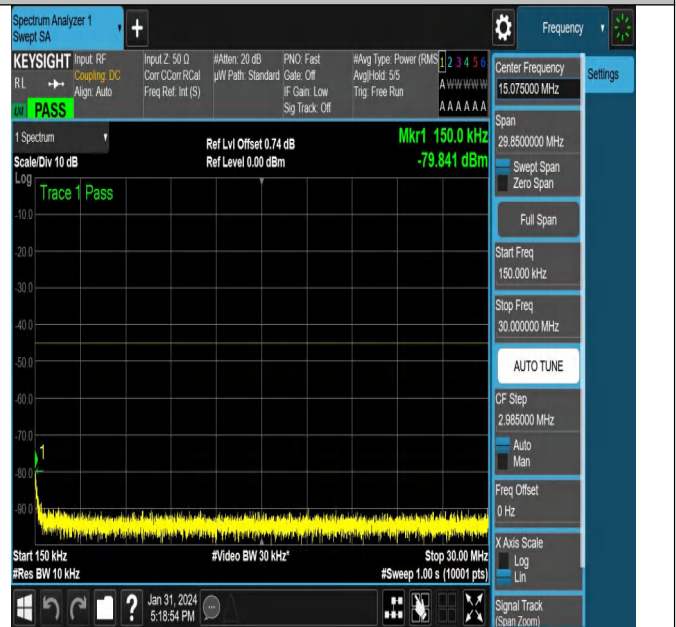 Spectrum Analyzer 1
Swept SA
+
Frequency
KEYSIGHT
RL
PASS
Input: RF
Coupling: DC
Align: Auto
Input Z: 50 Ω
Corr CCorr RCal
Freq Ref: Int (S)
#Atten: 20 dB
µW Path: Standard
PNO: Fast
Gate: Off
IF Gain: Low
Sig Track: Off
#Avg Type: Power (RMS
Avg|Hold: 5/5
Trig: Free Run
1 2 3 4 5 6
A W W W W W
A A A A A A
1 Spectrum
Scale/Div 10 dB
Ref Lvl Offset 0.74 dB
Ref Level 0.00 dBm
Mkr1 150.0 kHz
-79.841 dBm
Log
Trace 1 Pass
-10.0
-20.0
-30.0
-40.0
-50.0
-60.0
-70.0
1
-80.0
-90.0
Start 150 kHz
#Res BW 10 kHz
#Video BW 30 kHz*
Stop 30.00 MHz
#Sweep 1.00 s (10001 pts)
Center Frequency
15.075000 MHz
Settings
Span
29.8500000 MHz
Swept Span
Zero Span
Full Span
Start Freq
150.000 kHz
Stop Freq
30.000000 MHz
AUTO TUNE
CF Step
2.985000 MHz
Auto
Man
Freq Offset
0 Hz
X Axis Scale
Log
Lin
Signal Track
(Span Zoom)
?
Jan 31, 2024
5:18:54 PM